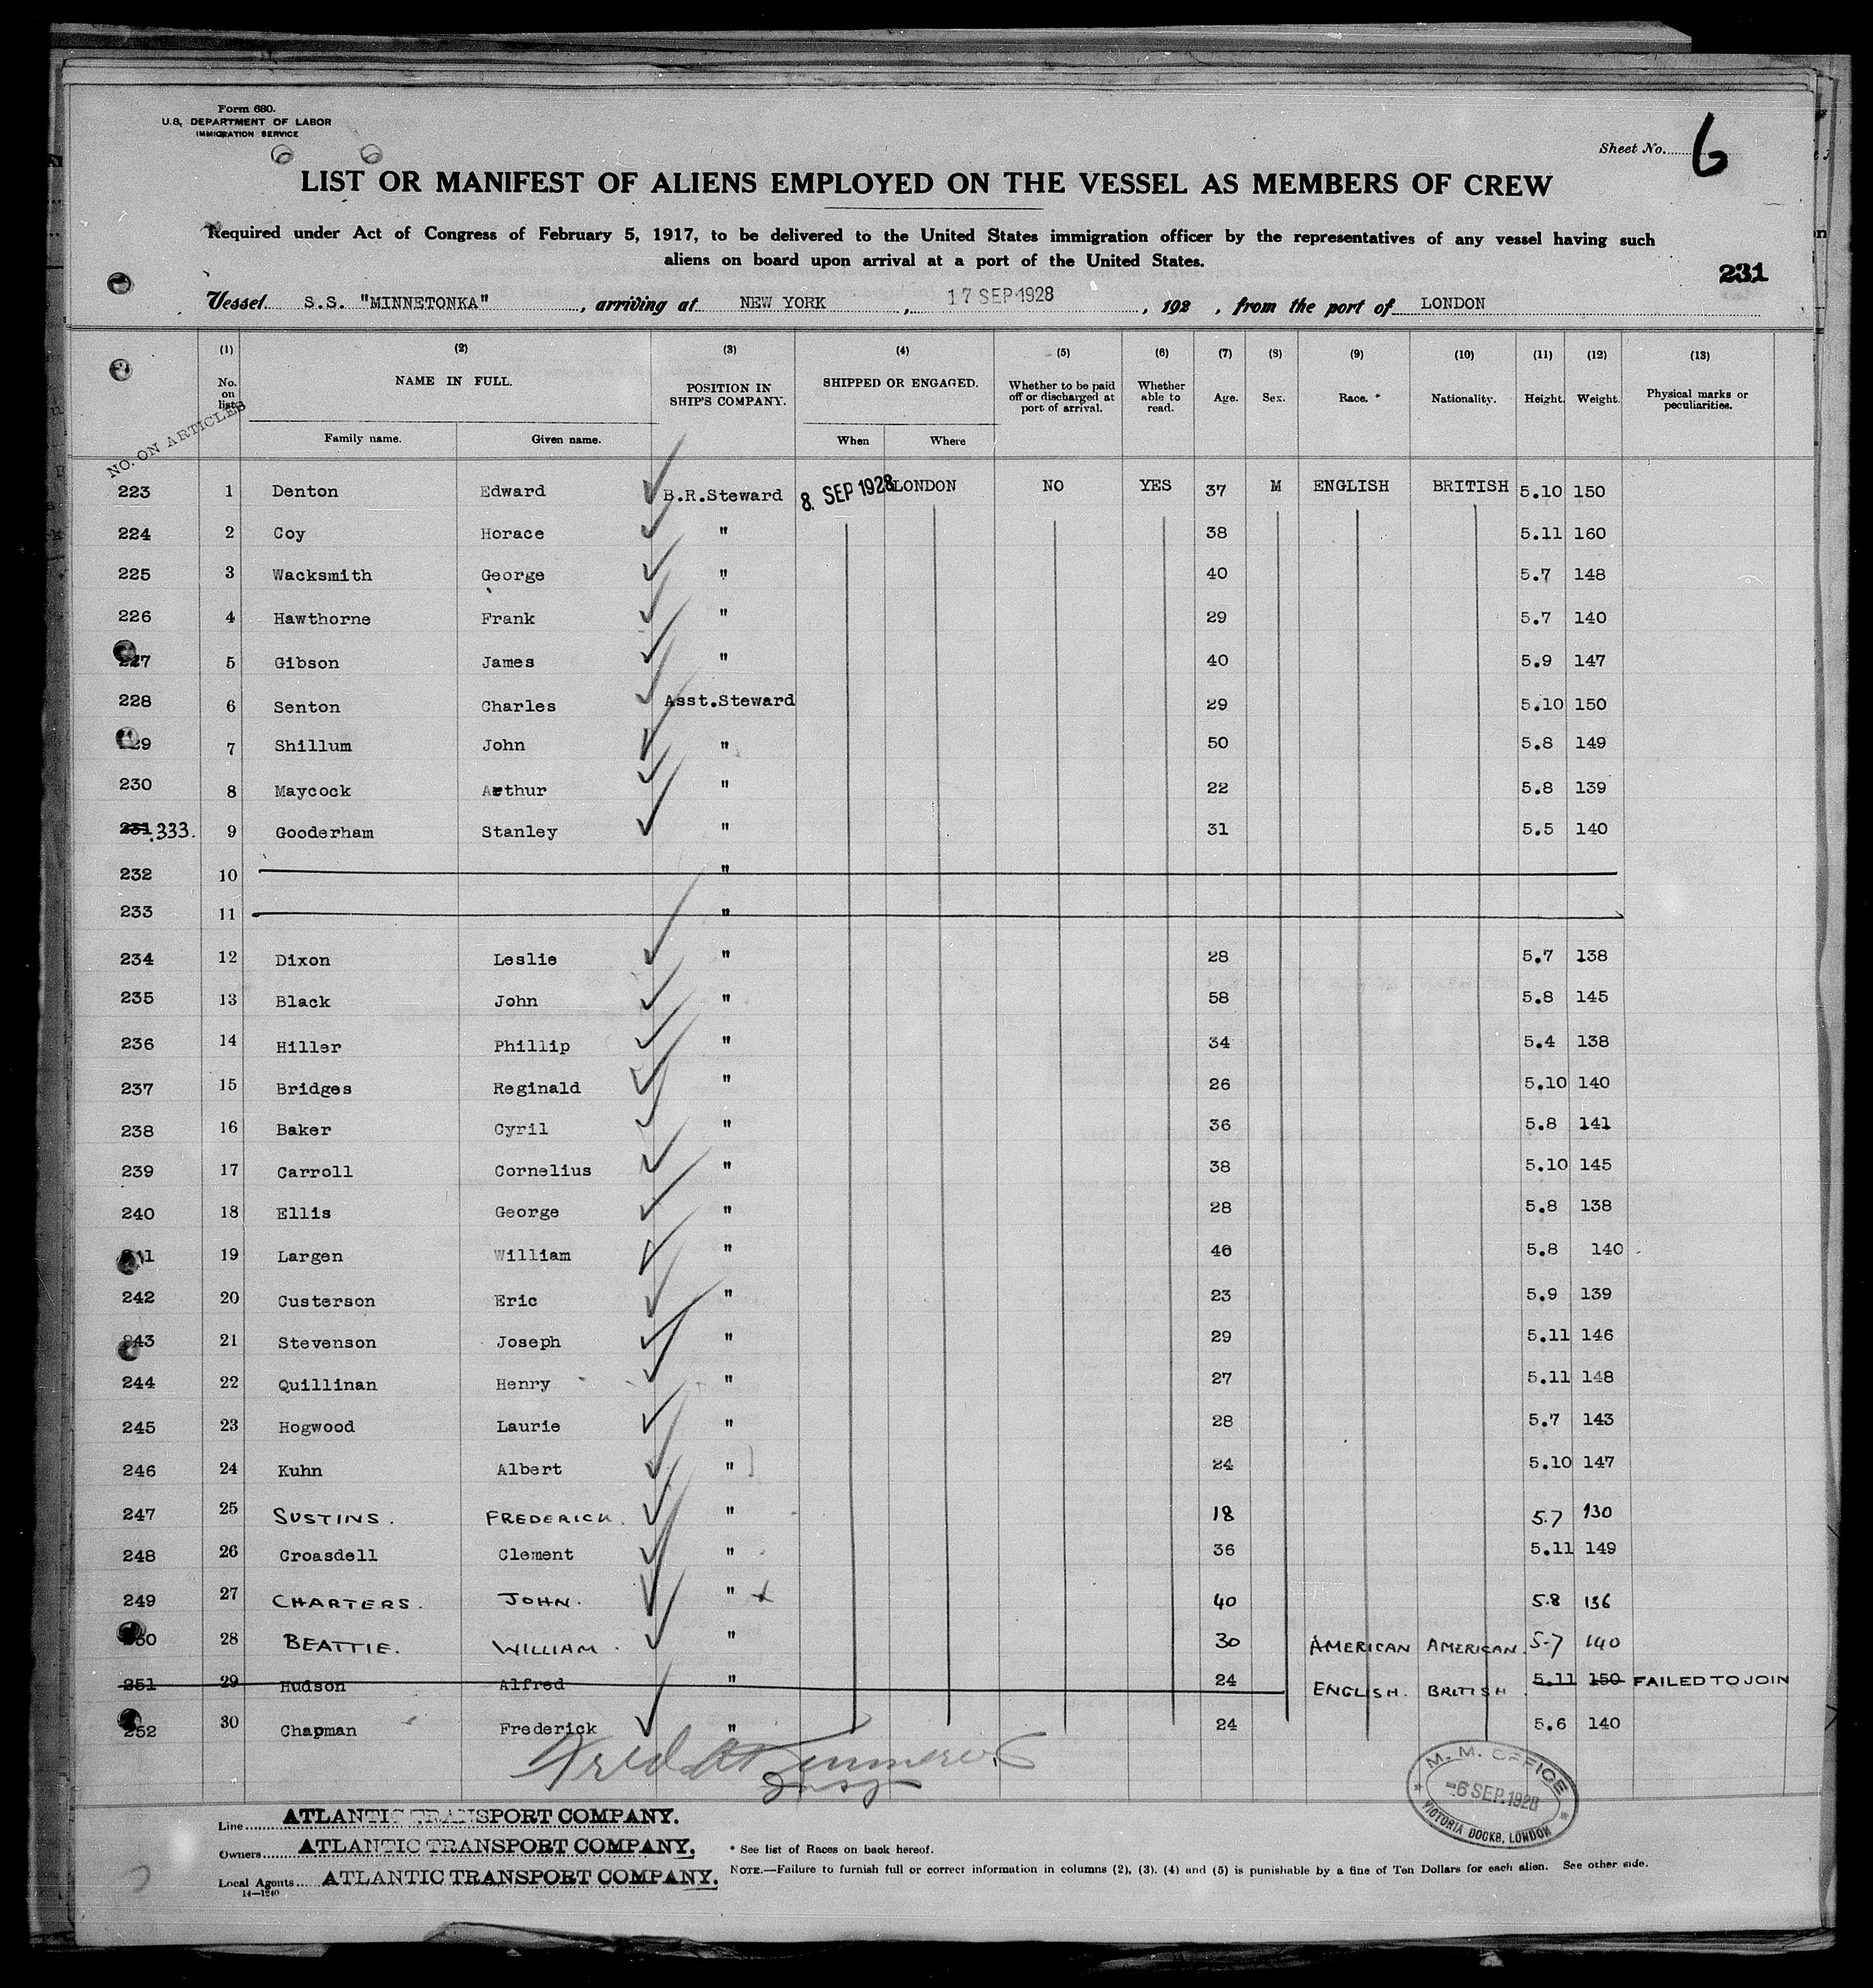 Form 680.
U.S. DEPARTMENT OF LABOR
IMMIGRATION SERVICE
Sheet No. 6
LIST OR MANIFEST OF ALIENS EMPLOYED ON THE VESSEL AS MEMBERS OF CREW
Required under Act of Congress of February 5, 1917, to be delivered to the United States immigration officer by the representatives of any vessel having such
aliens on board upon arrival at a port of the United States.
231
Vessel S.S. "MINNETONKA", arriving at NEW YORK, 17 SEP 1928, 192 , from the port of LONDON
(1) (2) (3) (4) (5) (6) (7) (8) (9) (10) (11) (12) (13)
No. on list. NAME IN FULL. POSITION IN SHIP'S COMPANY. SHIPPED OR ENGAGED. Whether to be paid off or discharged at port of arrival. Whether able to read. Age. Sex. Race. * Nationality. Height. Weight. Physical marks or peculiarities.
NO. ON ARTICLES Family name. Given name. When Where
223 1 Denton Edward B.R.Steward 8. SEP 1928 LONDON NO YES 37 M ENGLISH BRITISH 5.10 150
224 2 Coy Horace " 38 5.11 160
225 3 Wacksmith George " 40 5.7 148
226 4 Hawthorne Frank " 29 5.7 140
227 5 Gibson James " 40 5.9 147
228 6 Senton Charles Asst.Steward 29 5.10 150
229 7 Shillum John " 50 5.8 149
230 8 Maycock Arthur " 22 5.8 139
231 333. 9 Gooderham Stanley " 31 5.5 140
232 10 "
233 11 "
234 12 Dixon Leslie " 28 5.7 138
235 13 Black John " 58 5.8 145
236 14 Hiller Phillip " 34 5.4 138
237 15 Bridges Reginald " 26 5.10 140
238 16 Baker Cyril " 36 5.8 141
239 17 Carroll Cornelius " 38 5.10 145
240 18 Ellis George " 28 5.8 138
241 19 Largen William " 46 5.8 140
242 20 Custerson Eric " 23 5.9 139
243 21 Stevenson Joseph " 29 5.11 146
244 22 Quillinan Henry " 27 5.11 148
245 23 Hogwood Laurie " 28 5.7 143
246 24 Kuhn Albert " 24 5.10 147
247 25 SUSTINS. FREDERICK. " 18 5.7 130
248 26 Croasdell Clement " 36 5.11 149
249 27 CHARTERS. JOHN. " 40 5.8 136
250 28 BEATTIE. WILLIAM. " 30 AMERICAN AMERICAN. 5-7 140
251 29 Hudson Alfred " 24 ENGLISH. BRITISH. 5.11 150 FAILED TO JOIN
252 30 Chapman Frederick " 24 5.6 140
M. M. OFFICE
-6 SEP. 1928
VICTORIA DOCKS, LONDON
Line ATLANTIC TRANSPORT COMPANY.
Owners ATLANTIC TRANSPORT COMPANY.
Local Agents ATLANTIC TRANSPORT COMPANY.
14—1240
* See list of Races on back hereof.
NOTE.—Failure to furnish full or correct information in columns (2), (3), (4) and (5) is punishable by a fine of Ten Dollars for each alien. See other side.